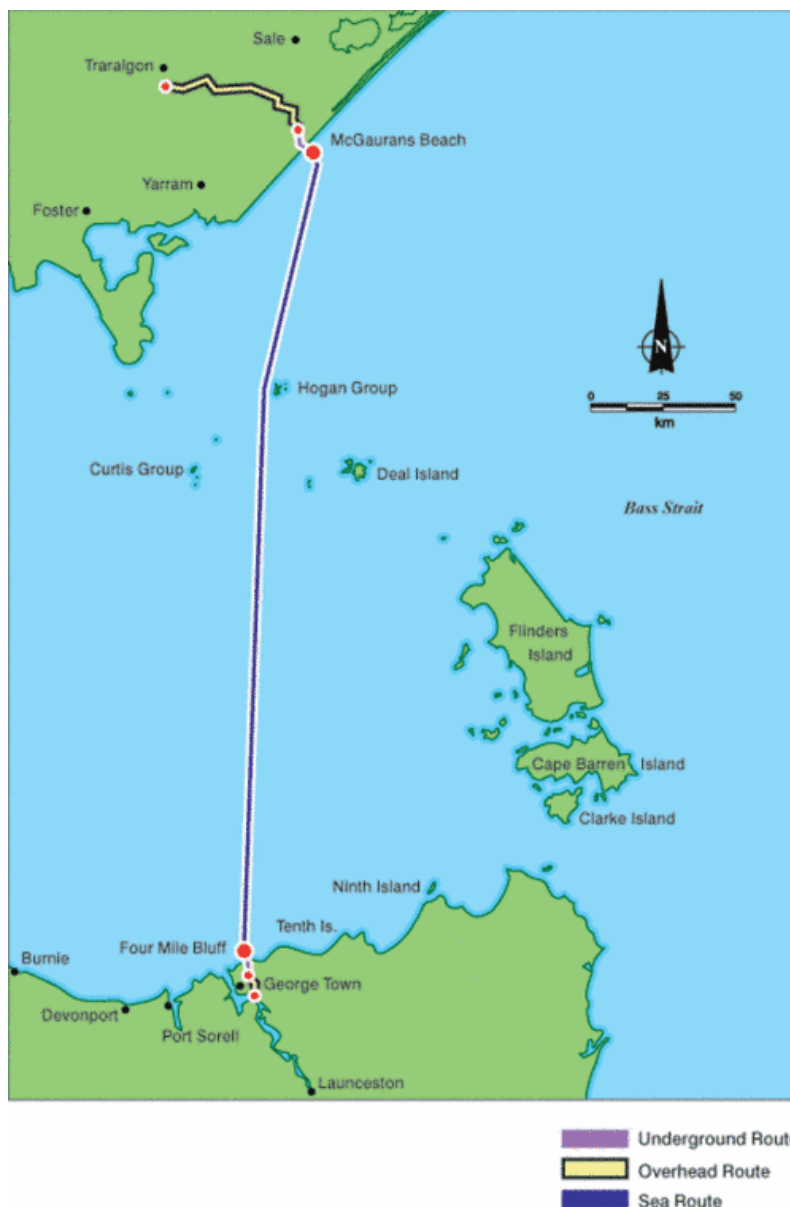 Sale
Traralgon
McGaurans Beach
Yarram
Foster
N
0 25 50
km
Hogan Group
Curtis Group
Deal Island
Bass Strait
Flinders
Island
Cape Barren Island
Clarke Island
Ninth Island
Tenth Is.
Four Mile Bluff
Burnie
George Town
Devonport
Port Sorell
Launceston
Underground Rout
Overhead Route
Sea Route